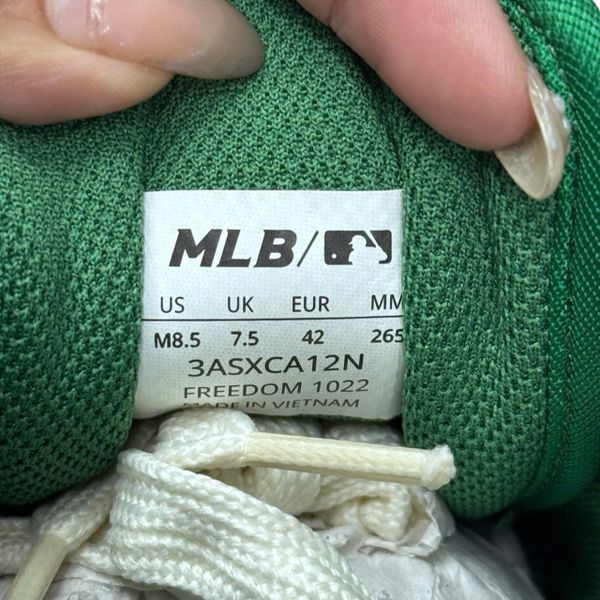 MLB/
US UK EUR MM
M8.5 7.5 42 265
3ASXCA12N
FREEDOM 1022
MADE IN VIETNAM